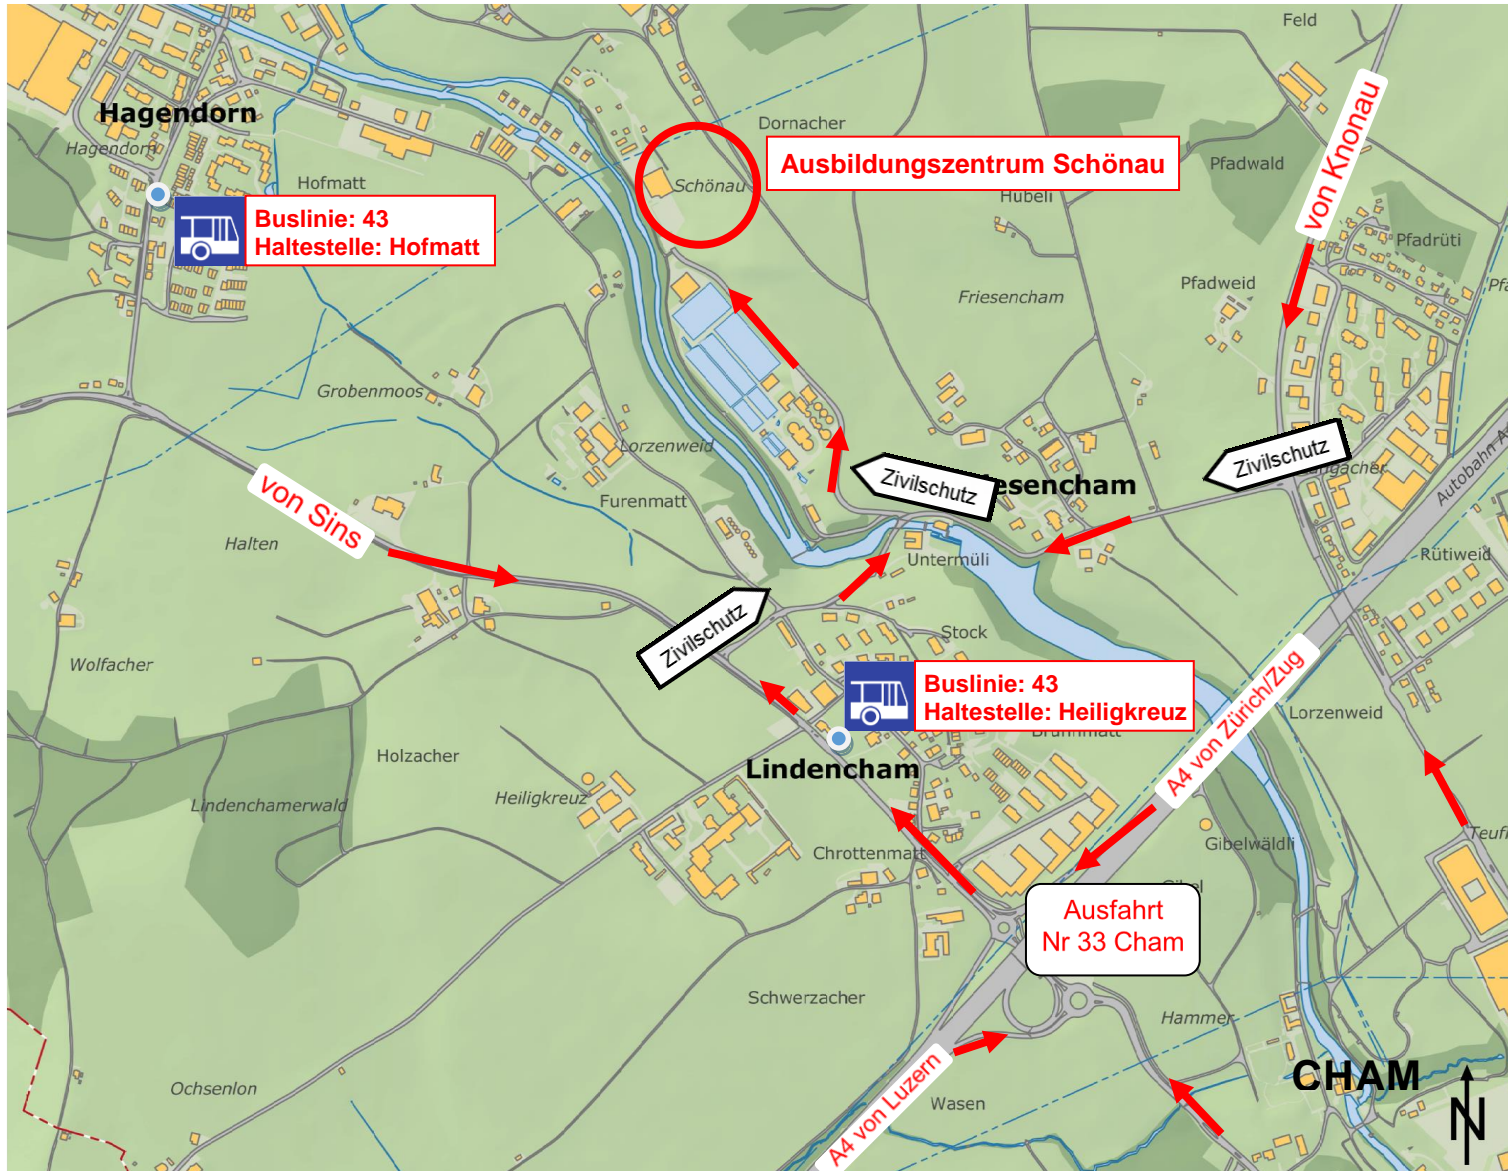 Feld
Hagendorn
Hagendorn
Dornacher
von Knonau
Ausbildungszentrum Schönau
Pfadwald
Hofmatt
Schönau
Hubeli
Buslinie: 43
Haltestelle: Hofmatt
Pfadrüti
Pfadweid
Friesencham
Grobenmoos
Lorzenweid
Zivilschutz
Autobahn
von Sins
Zivilschutz
esencham
Furenmatt
Halten
Untermüli
Rütiweid
Zivilschutz
Stock
Wolfacher
Buslinie: 43
Haltestelle: Heiligkreuz
A4 von Zürich/Zug
Lorzenweid
Holzacher
Lindencham
Lindenchamerwald
Heiligkreuz
Chrottenmatt
Gibelwäldli
Ausfahrt
Nr 33 Cham
Schwerzacher
Hammer
Ochsenlon
A4 von Luzern
Wasen
CHAM
N